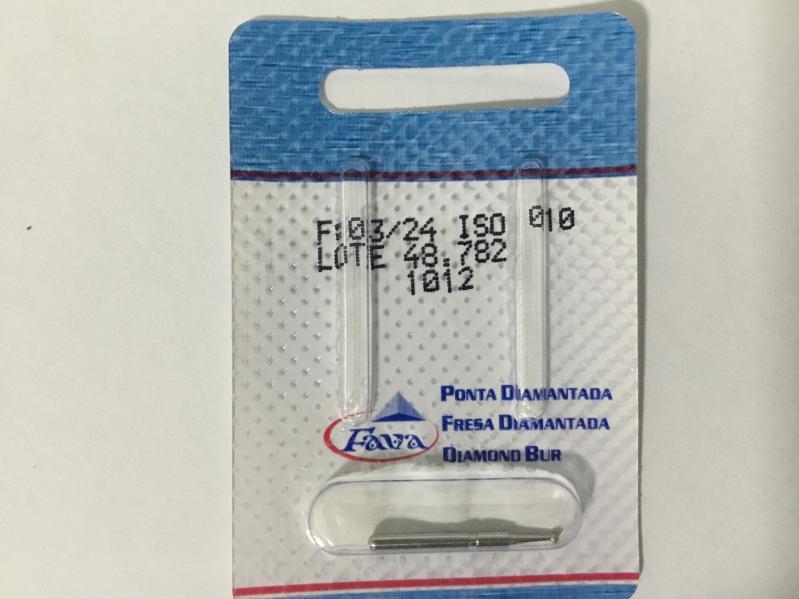 F:03/24 ISO 010
LOTE 48.782
1012
PONTA DIAMANTADA
FRESA DIAMANTADA
DIAMOND BUR
Fava